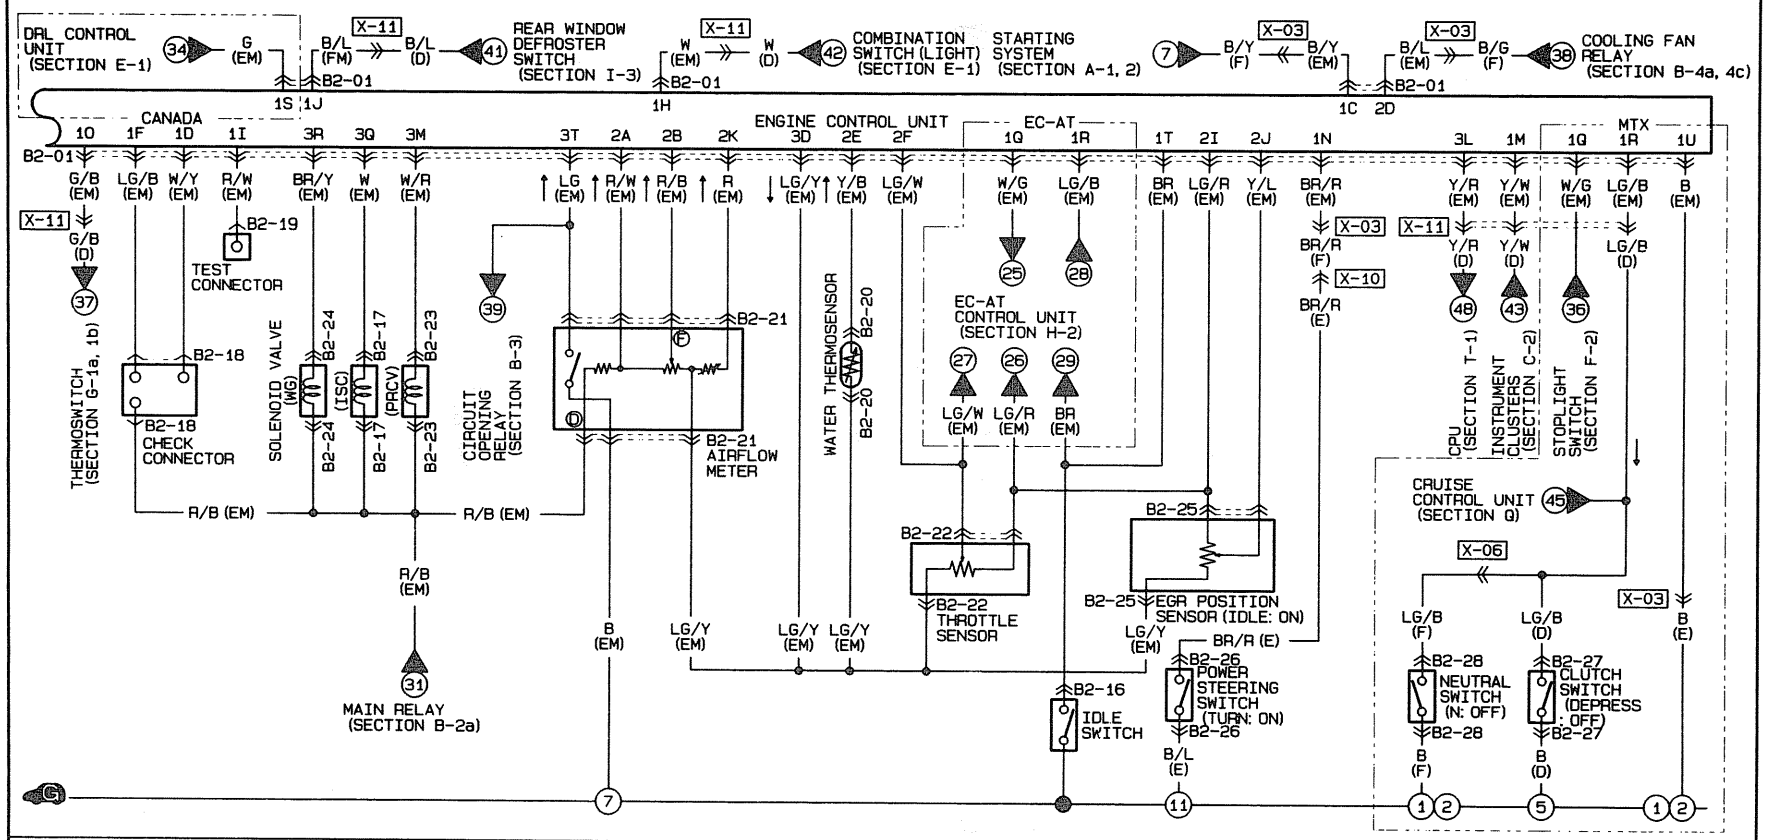 DRL CONTROL
UNIT
(SECTION E-1)
34
G
(EM)
X-11
B/L
(FM)
B/L
(D)
41
REAR WINDOW
DEFROSTER
SWITCH
(SECTION I-3)
W
(EM)
X-11
W
(D)
42
COMBINATION
SWITCH (LIGHT)
(SECTION E-1)
STARTING
SYSTEM
(SECTION A-1, 2)
7
B/Y
(F)
X-03
B/Y
(EM)
B/L
(EM)
X-03
B/G
(F)
38
COOLING FAN
RELAY
(SECTION B-4a, 4c)
B2-01
B2-01
B2-01
1S
1J
1H
1C
2D
CANADA
ENGINE CONTROL UNIT
EC-AT
MTX
1O
1F
1D
1I
3R
3Q
3M
3T
2A
2B
2K
3D
2E
2F
1Q
1R
1T
2I
2J
1N
3L
1M
1Q
1R
1U
B2-01
G/B
(EM)
LG/B
(EM)
W/Y
(EM)
R/W
(EM)
BR/Y
(EM)
W
(EM)
W/R
(EM)
LG
(EM)
R/W
(EM)
R/B
(EM)
R
(EM)
LG/Y
(EM)
Y/B
(EM)
LG/W
(EM)
W/G
(EM)
LG/B
(EM)
BR
(EM)
LG/R
(EM)
Y/L
(EM)
BR/R
(EM)
Y/R
(EM)
Y/W
(EM)
W/G
(EM)
LG/B
(EM)
B
(EM)
X-11
G/B
(D)
37
THERMOSWITCH
(SECTION G-1a, 1b)
B2-19
TEST
CONNECTOR
B2-18
B2-18
CHECK
CONNECTOR
SOLENOID VALVE
(WG)
B2-24
B2-24
(ISC)
B2-17
B2-17
(PRCV)
B2-23
B2-23
39
CIRCUIT
OPENING
RELAY
(SECTION B-3)
B2-21
F
D
B2-21
AIRFLOW
METER
WATER THERMOSENSOR
B2-20
B2-20
25
28
EC-AT
CONTROL UNIT
(SECTION H-2)
27
26
29
LG/W
(EM)
LG/R
(EM)
BR
(EM)
X-03
BR/R
(F)
X-10
BR/R
(E)
X-11
Y/R
(D)
Y/W
(D)
LG/B
(D)
48
43
36
CPU
(SECTION T-1)
INSTRUMENT
CLUSTERS
(SECTION C-2)
STOPLIGHT
SWITCH
(SECTION F-2)
CRUISE
CONTROL UNIT
(SECTION Q)
45
R/B (EM)
R/B (EM)
R/B
(EM)
31
MAIN RELAY
(SECTION B-2a)
B2-22
B2-22
THROTTLE
SENSOR
B2-25
B2-25
EGR POSITION
SENSOR (IDLE: ON)
X-06
X-03
B
(EM)
LG/Y
(EM)
LG/Y
(EM)
LG/Y
(EM)
LG/Y
(EM)
BR/R (E)
LG/B
(F)
LG/B
(D)
B
(E)
B2-16
IDLE
SWITCH
B2-26
POWER
STEERING
SWITCH
(TURN: ON)
B2-26
B/L
(E)
B2-28
NEUTRAL
SWITCH
(N: OFF)
B2-28
B
(F)
B2-27
CLUTCH
SWITCH
(DEPRESS
: OFF)
B2-27
B
(D)
G
7
11
1
2
5
1
2